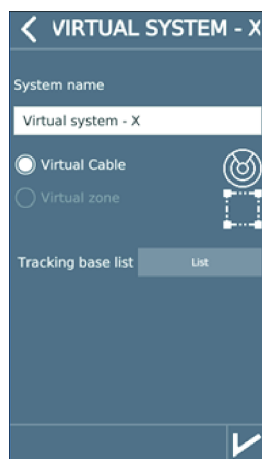 VIRTUAL SYSTEM - X
System name
Virtual system - X
Virtual Cable
Virtual zone
Tracking base list List